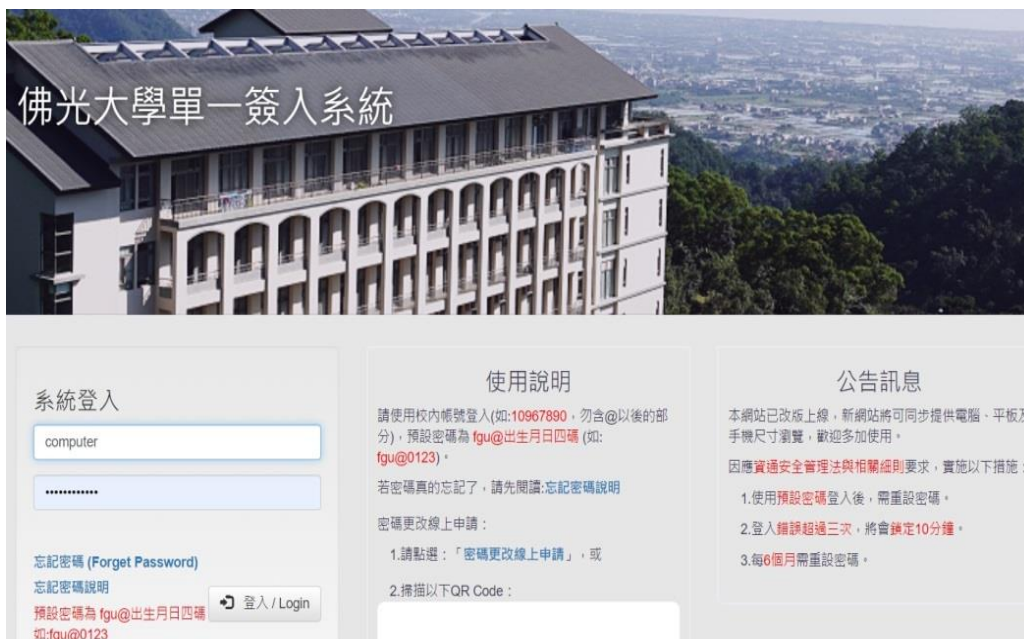 佛光大學單一簽入系統
系統登入
computer
••••••••••••
忘記密碼 (Forget Password)
忘記密碼說明
預設密碼為 fgu@出生月日四碼
如:fgu@0123
登入 / Login
使用說明
請使用校內帳號登入(如:10967890，勿含@以後的部
分)，預設密碼為 fgu@出生月日四碼 (如:
fgu@0123)。
若密碼真的忘記了，請先閱讀:忘記密碼說明
密碼更改線上申請：
1.請點選：「密碼更改線上申請」，或
2.掃描以下QR Code：
公告訊息
本網站已改版上線，新網站將可同步提供電腦、平板及
手機尺寸瀏覽，歡迎多加使用。
因應資通安全管理法與相關細則要求，實施以下措施：
1.使用預設密碼登入後，需重設密碼。
2.登入錯誤超過三次，將會鎖定10分鐘。
3.每6個月需重設密碼。